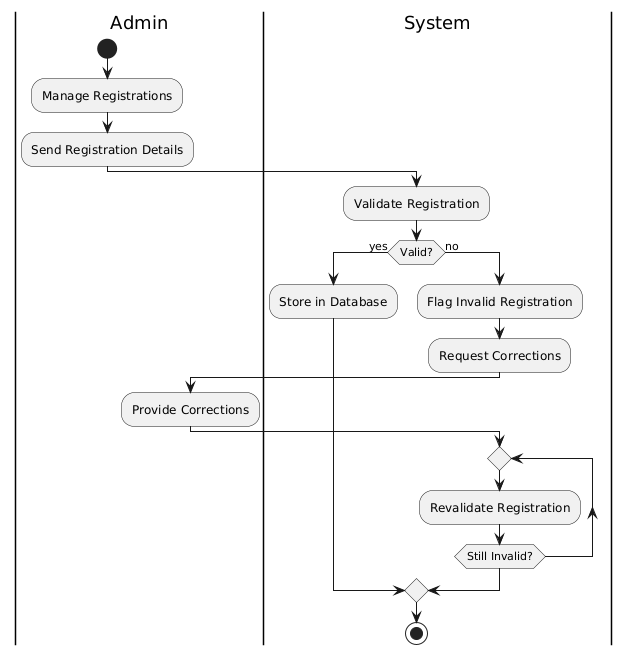 Admin
System
Manage Registrations
Send Registration Details
Validate Registration
yes
Valid?
no
Store in Database
Flag Invalid Registration
Request Corrections
Provide Corrections
Revalidate Registration
Still Invalid?